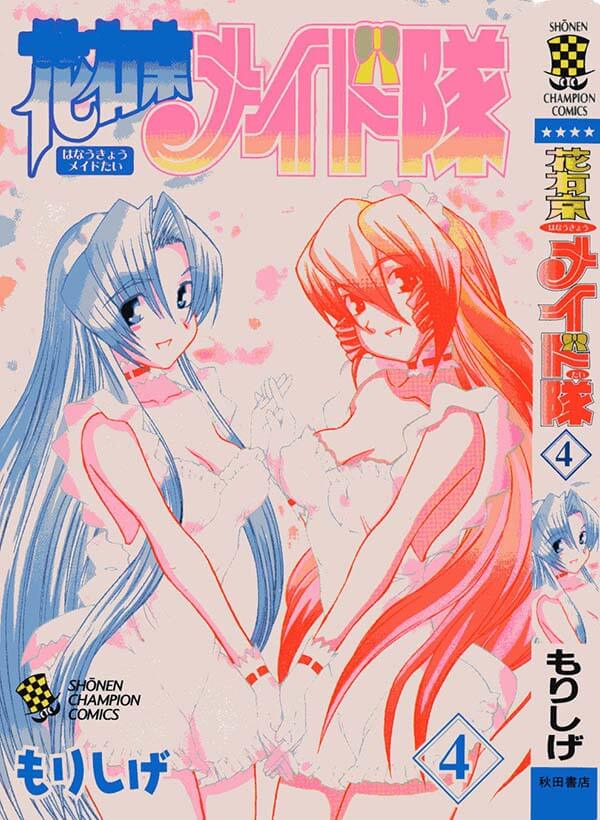 花右京メイド隊
はなうきょう
メイドたい
SHŌNEN
CHAMPION
COMICS
もりしげ
4
SHŌNEN
CHAMPION
COMICS
★★★★
花右京
はなうきょう
メイド隊
たい
4
もりしげ
秋田書店